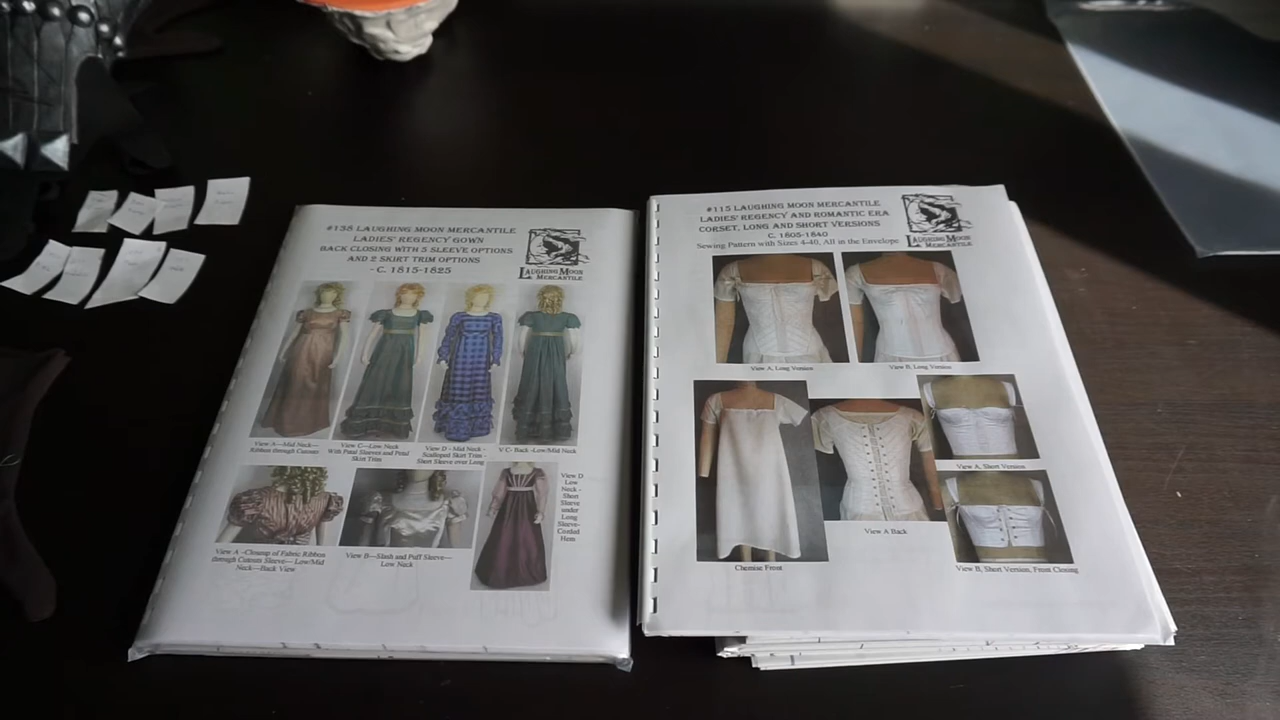 #138 LAUGHING MOON MERCANTILE
LADIES' REGENCY GOWN
BACK CLOSING WITH 5 SLEEVE OPTIONS
AND 2 SKIRT TRIM OPTIONS
- C. 1815-1825
LAUGHING MOON
MERCANTILE
View A—Mid Neck—
Ribbon through Custom
View C—Low Neck
With Petal Sleeves and Petal
Skirt Trim
View D - Mid Neck -
Scalloped Skirt Trim -
Short Sleeve over Long
V C- Back -Low/Mid Neck
View A -Closeup of Fabric Ribbon
through Custom Sleeve— Low/Mid
Neck—Back View
View B—Slash and Puff Sleeve—
Low Neck
View D
Low
Neck -
Short
Sleeve
under
Long
Sleeve-
Corded
Hem
#115 LAUGHING MOON MERCANTILE
LADIES' REGENCY AND ROMANTIC ERA
CORSET, LONG AND SHORT VERSIONS
C. 1805-1840
Sewing Pattern with Sizes 4-40, All in the Envelope
LAUGHING MOON
MERCANTILE
View A, Long Version
View B, Long Version
Chemise Front
View A Back
View A, Short Version
View B, Short Version, Front Closing